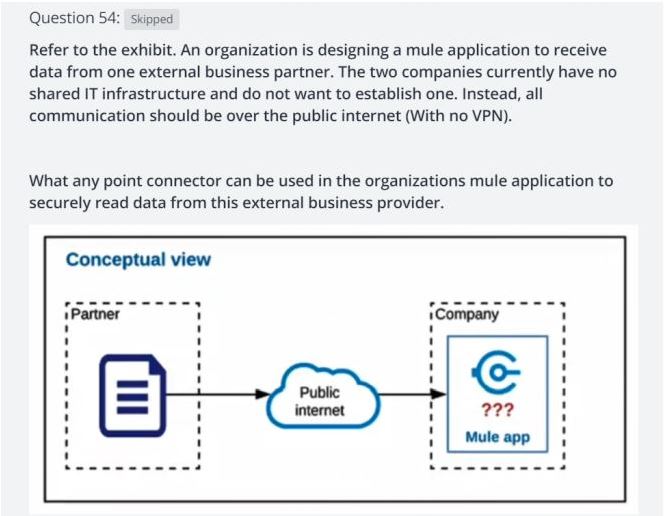 Question 54: Skipped
Refer to the exhibit. An organization is designing a mule application to receive
data from one external business partner. The two companies currently have no
shared IT infrastructure and do not want to establish one. Instead, all
communication should be over the public internet (With no VPN).
What any point connector can be used in the organizations mule application to
securely read data from this external business provider.
Conceptual view
Partner
Company
Public
internet
???
Mule app